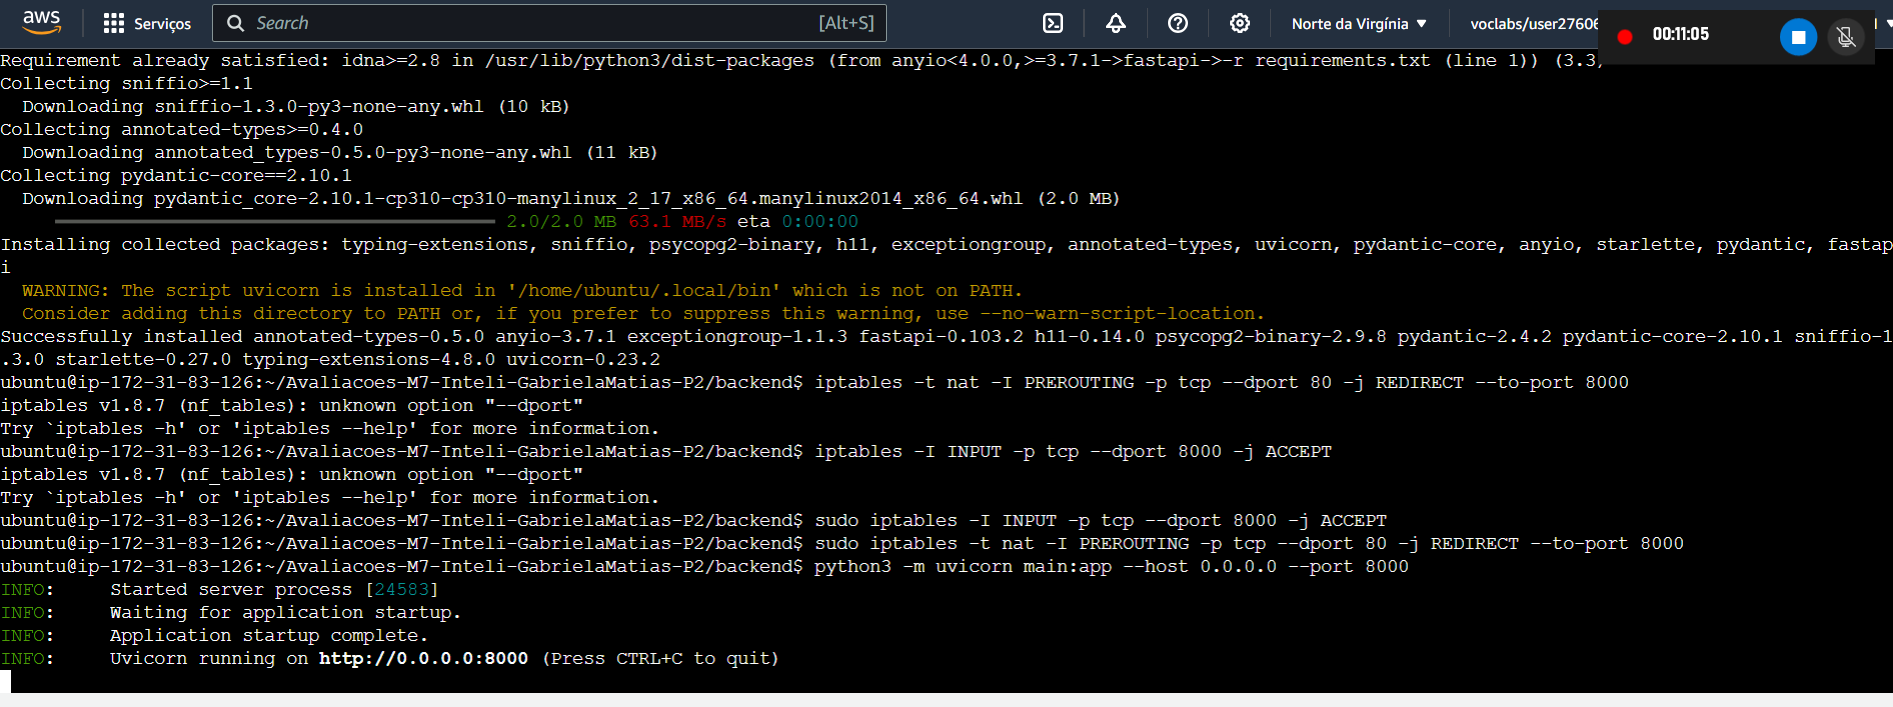 aws
Serviços
Search
[Alt+S]
Norte da Virgínia
voclabs/user2760
00:11:05
Requirement already satisfied: idna>=2.8 in /usr/lib/python3/dist-packages (from anyio<4.0.0,>=3.7.1->fastapi->-r requirements.txt (line 1)) (3.3)
Collecting sniffio>=1.1
Downloading sniffio-1.3.0-py3-none-any.whl (10 kB)
Collecting annotated-types>=0.4.0
Downloading annotated_types-0.5.0-py3-none-any.whl (11 kB)
Collecting pydantic-core==2.10.1
Downloading pydantic_core-2.10.1-cp310-cp310-manylinux_2_17_x86_64.manylinux2014_x86_64.whl (2.0 MB)
2.0/2.0 MB 63.1 MB/s eta 0:00:00
Installing collected packages: typing-extensions, sniffio, psycopg2-binary, h11, exceptiongroup, annotated-types, uvicorn, pydantic-core, anyio, starlette, pydantic, fastap
i
WARNING: The script uvicorn is installed in '/home/ubuntu/.local/bin' which is not on PATH.
Consider adding this directory to PATH or, if you prefer to suppress this warning, use --no-warn-script-location.
Successfully installed annotated-types-0.5.0 anyio-3.7.1 exceptiongroup-1.1.3 fastapi-0.103.2 h11-0.14.0 psycopg2-binary-2.9.8 pydantic-2.4.2 pydantic-core-2.10.1 sniffio-1
.3.0 starlette-0.27.0 typing-extensions-4.8.0 uvicorn-0.23.2
ubuntu@ip-172-31-83-126:~/Avaliacoes-M7-Inteli-GabrielaMatias-P2/backend$ iptables -t nat -I PREROUTING -p tcp --dport 80 -j REDIRECT --to-port 8000
iptables v1.8.7 (nf_tables): unknown option "--dport"
Try `iptables -h' or 'iptables --help' for more information.
ubuntu@ip-172-31-83-126:~/Avaliacoes-M7-Inteli-GabrielaMatias-P2/backend$ iptables -I INPUT -p tcp --dport 8000 -j ACCEPT
iptables v1.8.7 (nf_tables): unknown option "--dport"
Try `iptables -h' or 'iptables --help' for more information.
ubuntu@ip-172-31-83-126:~/Avaliacoes-M7-Inteli-GabrielaMatias-P2/backend$ sudo iptables -I INPUT -p tcp --dport 8000 -j ACCEPT
ubuntu@ip-172-31-83-126:~/Avaliacoes-M7-Inteli-GabrielaMatias-P2/backend$ sudo iptables -t nat -I PREROUTING -p tcp --dport 80 -j REDIRECT --to-port 8000
ubuntu@ip-172-31-83-126:~/Avaliacoes-M7-Inteli-GabrielaMatias-P2/backend$ python3 -m uvicorn main:app --host 0.0.0.0 --port 8000
INFO: Started server process [24583]
INFO: Waiting for application startup.
INFO: Application startup complete.
INFO: Uvicorn running on http://0.0.0.0:8000 (Press CTRL+C to quit)